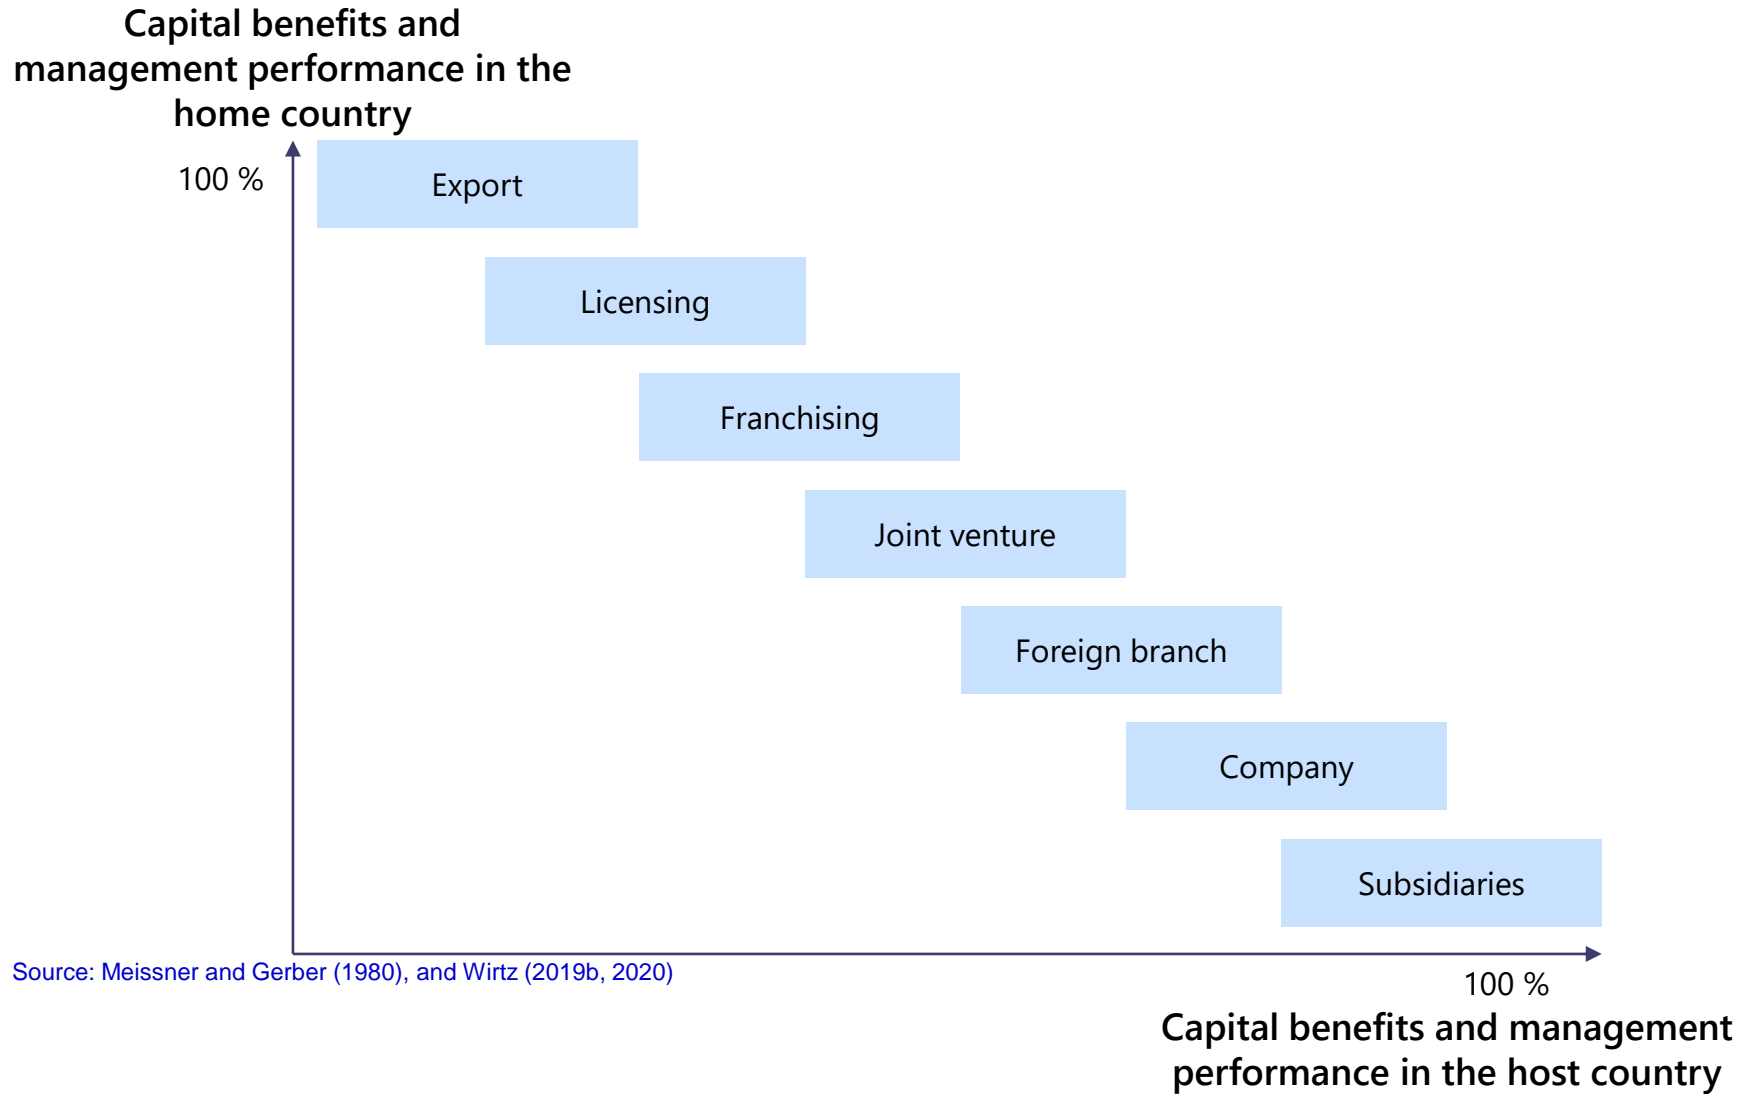 Capital benefits and
management performance in the
home country
100 %
Export
Licensing
Franchising
Joint venture
Foreign branch
Company
Subsidiaries
Source: Meissner and Gerber (1980), and Wirtz (2019b, 2020)
100 %
Capital benefits and management
performance in the host country